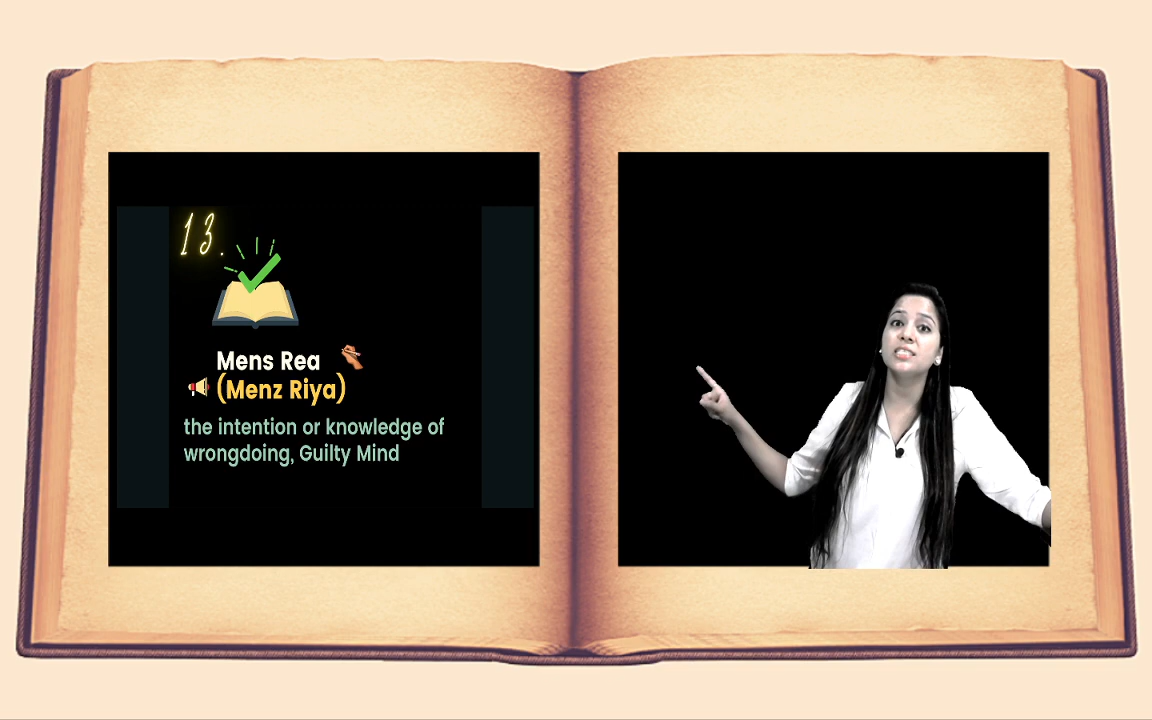 13.
Mens Rea
(Menz Riya)
the intention or knowledge of
wrongdoing, Guilty Mind